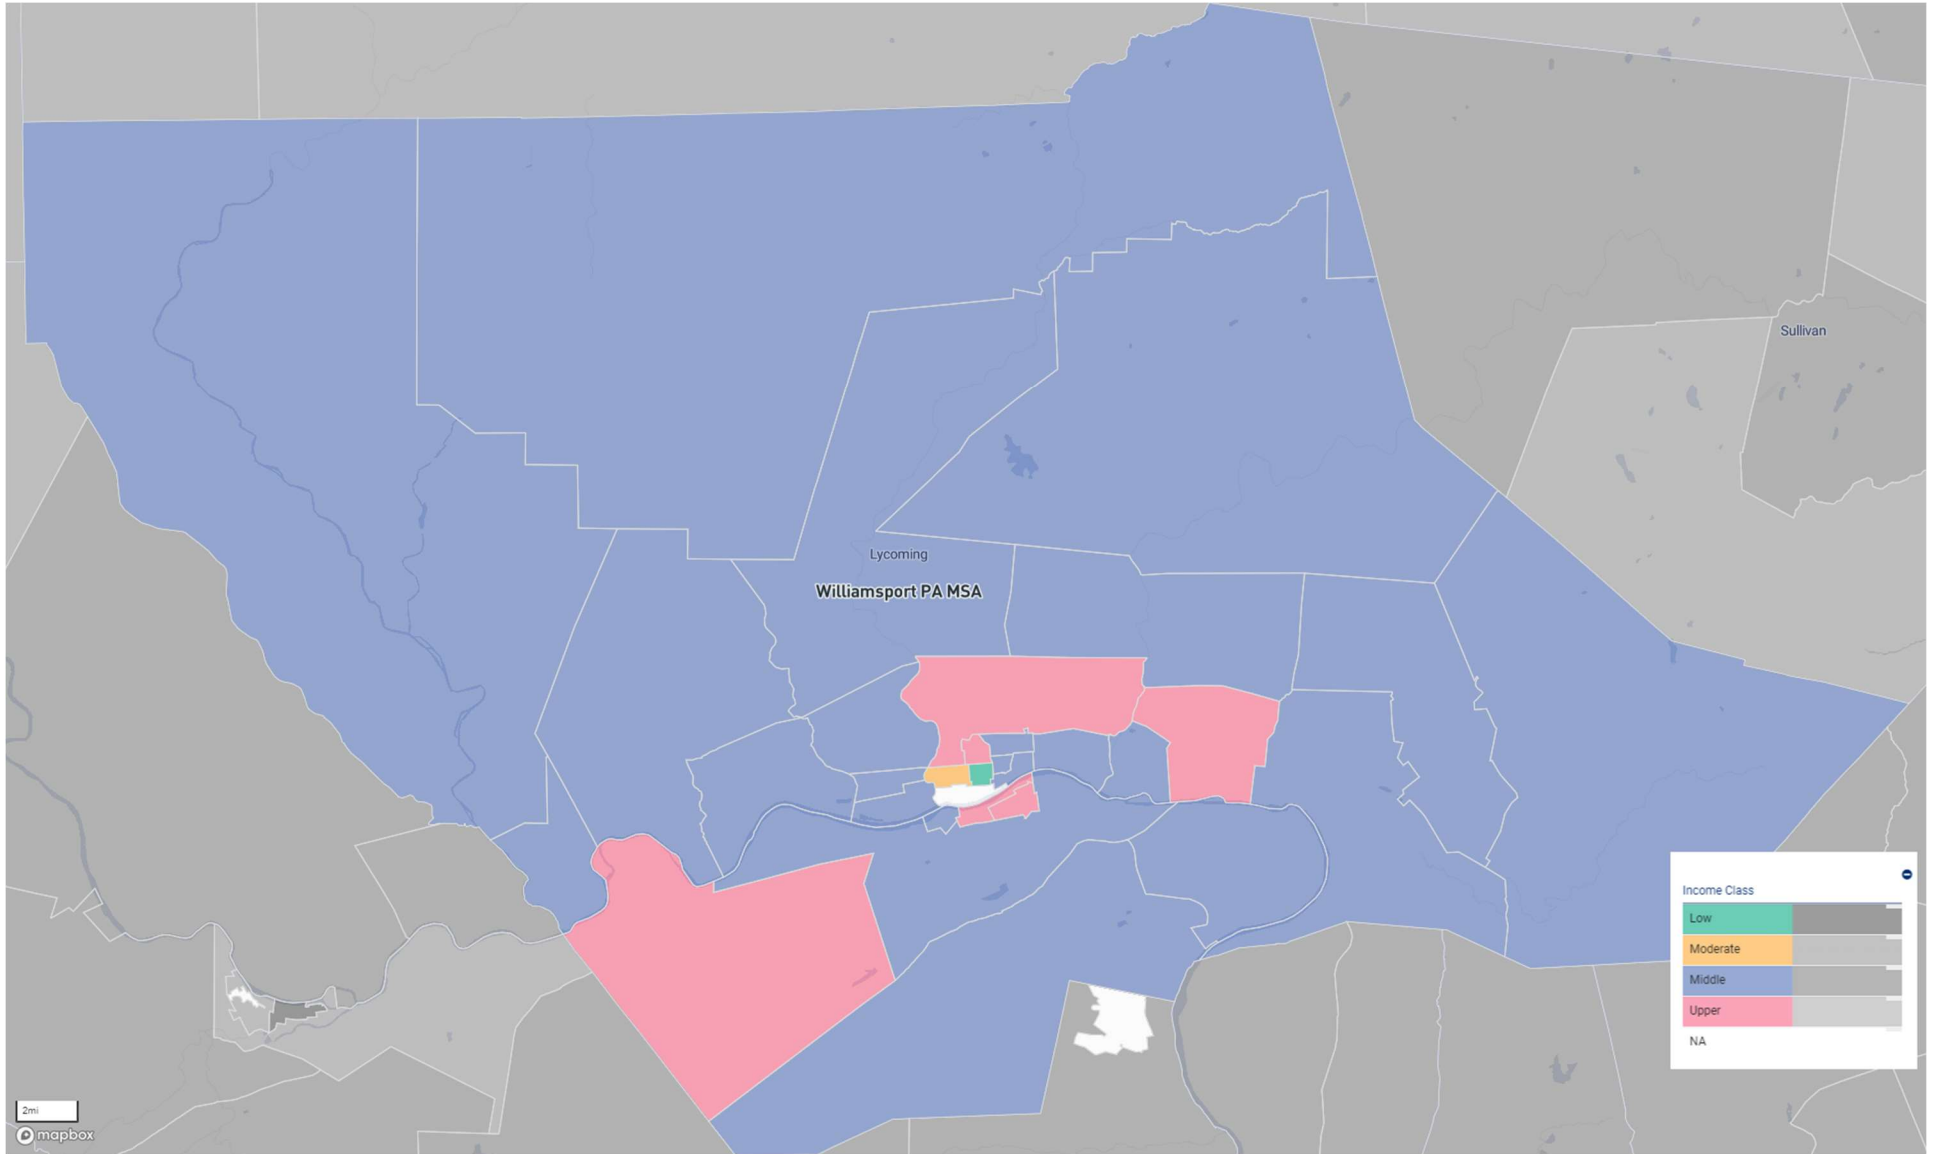 Sullivan
Lycoming
Williamsport PA MSA
Income Class
Low
Moderate
Middle
Upper
NA
2mi
mapbox